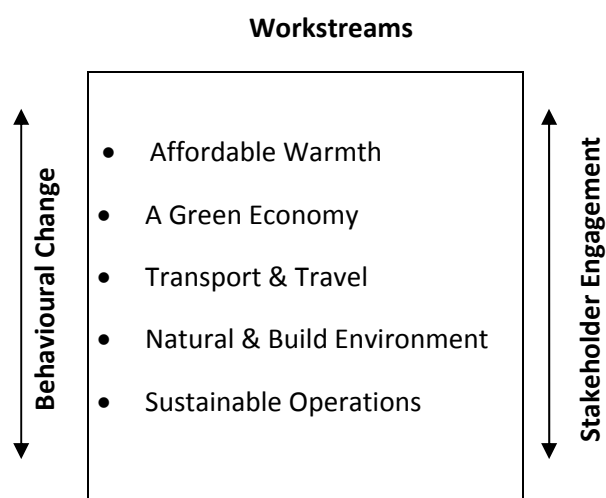 Workstreams
Behavioural Change
• Affordable Warmth
• A Green Economy
• Transport & Travel
• Natural & Build Environment
• Sustainable Operations
Stakeholder Engagement